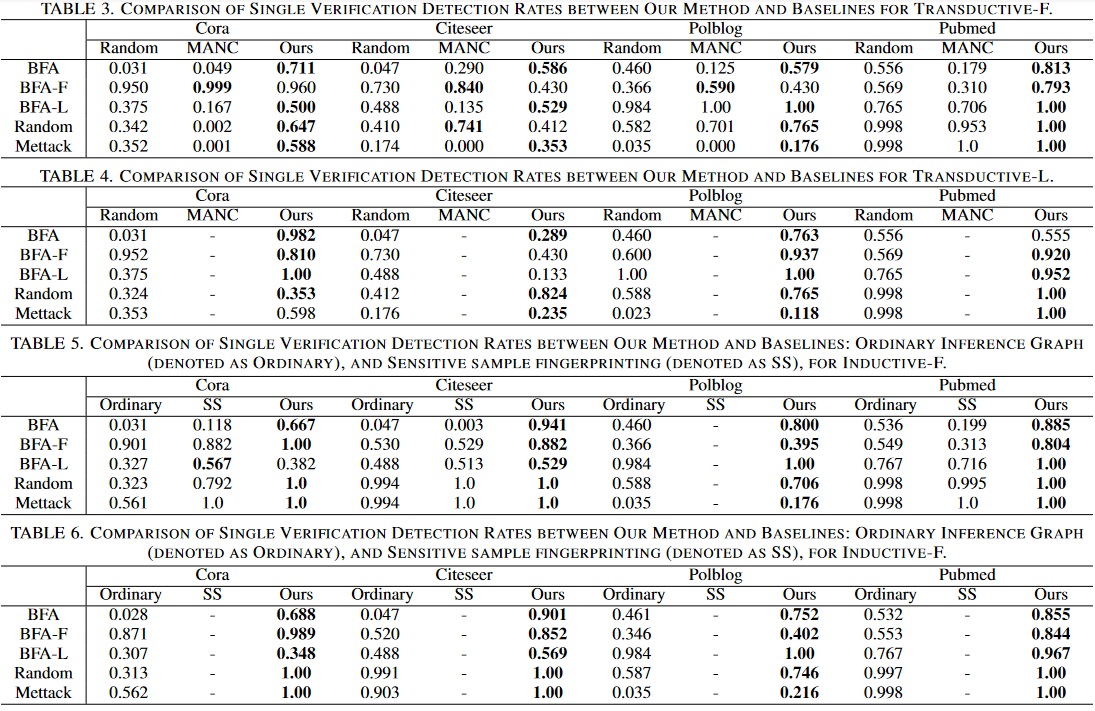 TABLE 3. COMPARISON OF SINGLE VERIFICATION DETECTION RATES BETWEEN OUR METHOD AND BASELINES FOR TRANSDUCTIVE-F.
Cora Citeseer Polblog Pubmed
Random MANC Ours Random MANC Ours Random MANC Ours Random MANC Ours
BFA 0.031 0.049 0.711 0.047 0.290 0.586 0.460 0.125 0.579 0.556 0.179 0.813
BFA-F 0.950 0.999 0.960 0.730 0.840 0.430 0.366 0.590 0.430 0.569 0.310 0.793
BFA-L 0.375 0.167 0.500 0.488 0.135 0.529 0.984 1.00 1.00 0.765 0.706 1.00
Random 0.342 0.002 0.647 0.410 0.741 0.412 0.582 0.701 0.765 0.998 0.953 1.00
Mettack 0.352 0.001 0.588 0.174 0.000 0.353 0.035 0.000 0.176 0.998 1.0 1.00
TABLE 4. COMPARISON OF SINGLE VERIFICATION DETECTION RATES BETWEEN OUR METHOD AND BASELINES FOR TRANSDUCTIVE-L.
Cora Citeseer Polblog Pubmed
Random MANC Ours Random MANC Ours Random MANC Ours Random MANC Ours
BFA 0.031 - 0.982 0.047 - 0.289 0.460 - 0.763 0.556 - 0.555
BFA-F 0.952 - 0.810 0.730 - 0.430 0.600 - 0.937 0.569 - 0.920
BFA-L 0.375 - 1.00 0.488 - 0.133 1.00 - 1.00 0.765 - 0.952
Random 0.324 - 0.353 0.412 - 0.824 0.588 - 0.765 0.998 - 1.00
Mettack 0.353 - 0.598 0.176 - 0.235 0.023 - 0.118 0.998 - 1.00
TABLE 5. COMPARISON OF SINGLE VERIFICATION DETECTION RATES BETWEEN OUR METHOD AND BASELINES: ORDINARY INFERENCE GRAPH
(DENOTED AS ORDINARY), AND SENSITIVE SAMPLE FINGERPRINTING (DENOTED AS SS), FOR INDUCTIVE-F.
Cora Citeseer Polblog Pubmed
Ordinary SS Ours Ordinary SS Ours Ordinary SS Ours Ordinary SS Ours
BFA 0.031 0.118 0.667 0.047 0.003 0.941 0.460 - 0.800 0.536 0.199 0.885
BFA-F 0.901 0.882 1.00 0.530 0.529 0.882 0.366 - 0.395 0.549 0.313 0.804
BFA-L 0.327 0.567 0.382 0.488 0.513 0.529 0.984 - 1.00 0.767 0.716 1.00
Random 0.323 0.792 1.0 0.994 1.0 1.0 0.588 - 0.706 0.998 0.995 1.00
Mettack 0.561 1.0 1.0 0.994 1.0 1.0 0.035 - 0.176 0.998 1.0 1.00
TABLE 6. COMPARISON OF SINGLE VERIFICATION DETECTION RATES BETWEEN OUR METHOD AND BASELINES: ORDINARY INFERENCE GRAPH
(DENOTED AS ORDINARY), AND SENSITIVE SAMPLE FINGERPRINTING (DENOTED AS SS), FOR INDUCTIVE-F.
Cora Citeseer Polblog Pubmed
Ordinary SS Ours Ordinary SS Ours Ordinary SS Ours Ordinary SS Ours
BFA 0.028 - 0.688 0.047 - 0.901 0.461 - 0.752 0.532 - 0.855
BFA-F 0.871 - 0.989 0.520 - 0.852 0.346 - 0.402 0.553 - 0.844
BFA-L 0.307 - 0.348 0.488 - 0.569 0.984 - 1.00 0.767 - 0.967
Random 0.313 - 1.00 0.991 - 1.00 0.587 - 0.746 0.997 - 1.00
Mettack 0.562 - 1.00 0.903 - 1.00 0.035 - 0.216 0.998 - 1.00